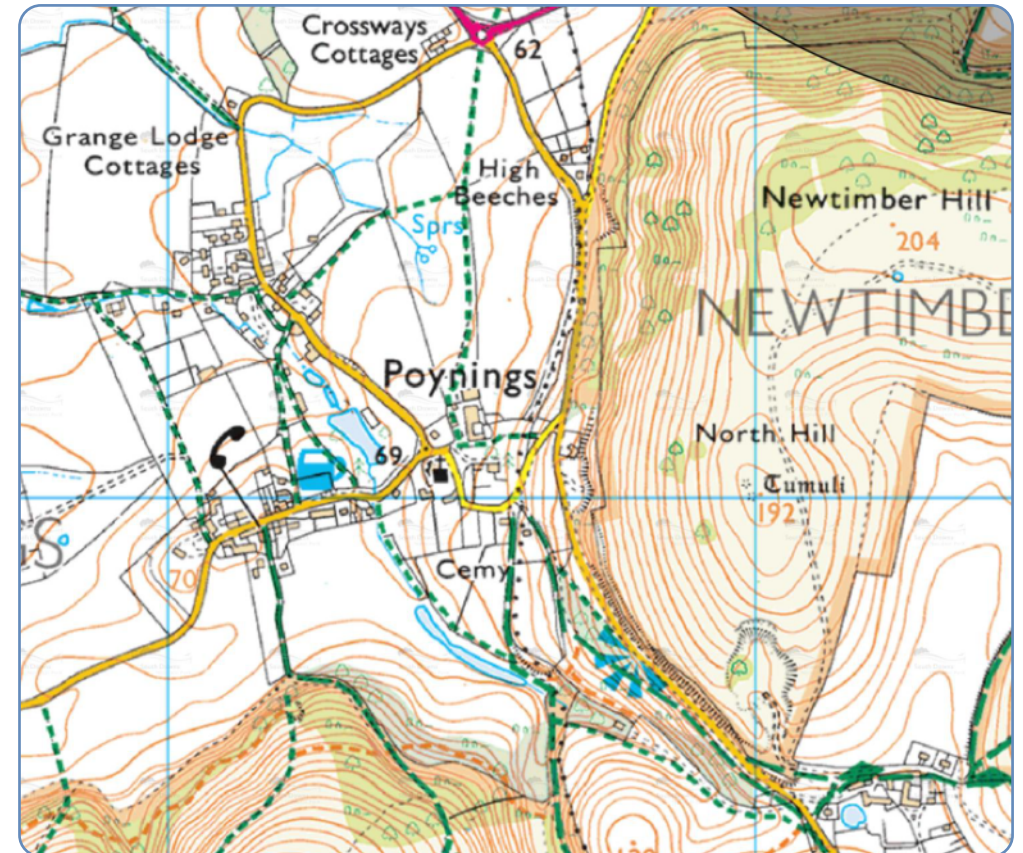 Crossways
Cottages
62
Grange Lodge
Cottages
High
Beeches
Newtimber Hill
Sprs
204
NEWTIMBE
Poynings
69
North Hill
Tumuli
192
S
Cemy
70